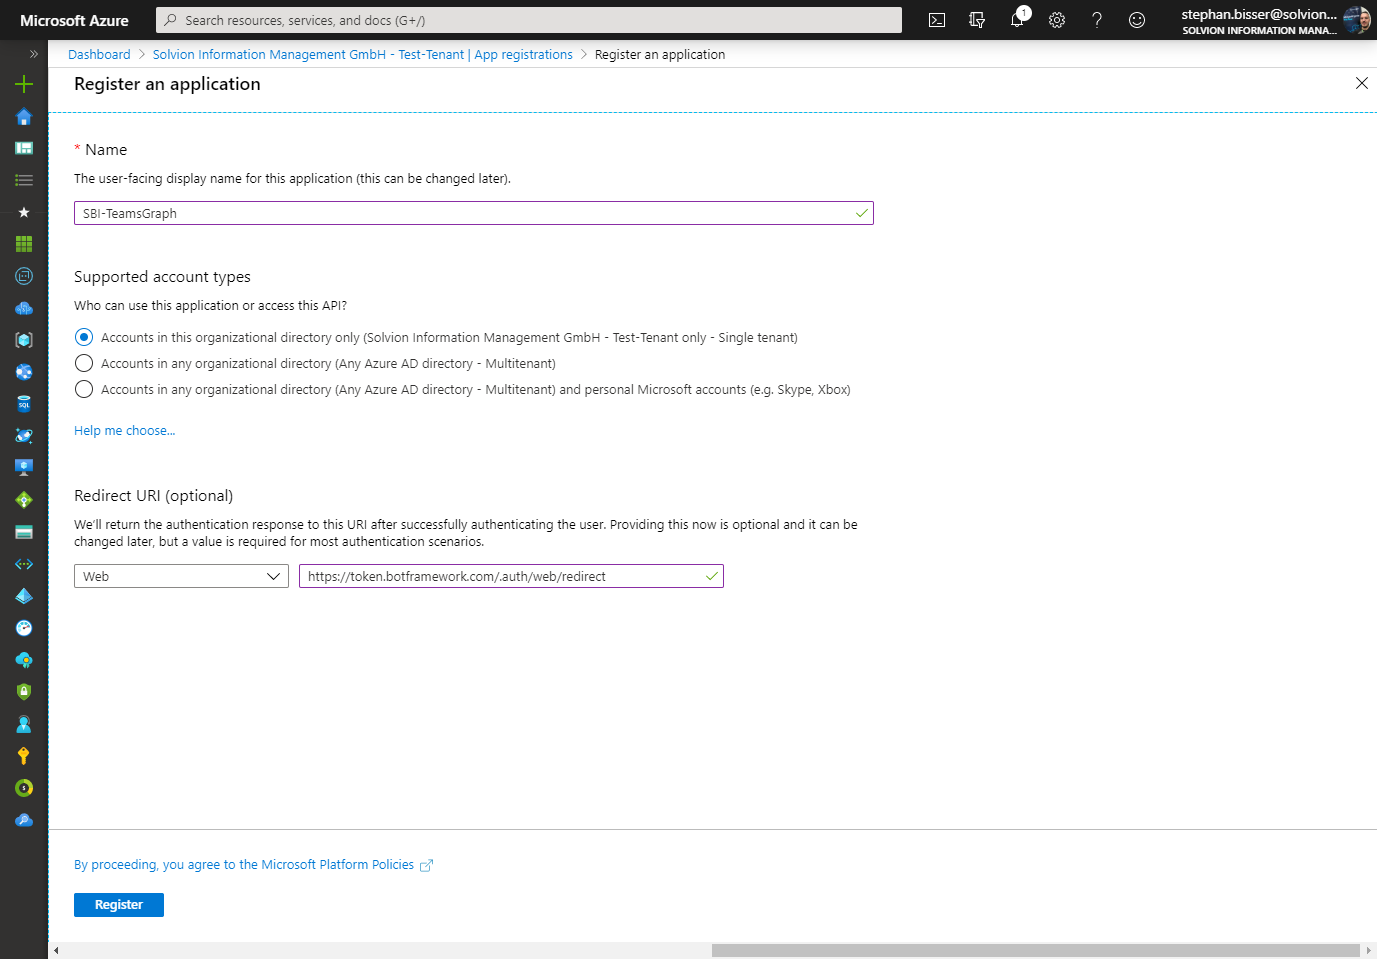 Microsoft Azure
Search resources, services, and docs (G+/)
1
stephan.bisser@solvion...
SOLVION INFORMATION MANA...
Dashboard > Solvion Information Management GmbH - Test-Tenant | App registrations > Register an application
Register an application
* Name
The user-facing display name for this application (this can be changed later).
SBI-TeamsGraph
Supported account types
Who can use this application or access this API?
Accounts in this organizational directory only (Solvion Information Management GmbH - Test-Tenant only - Single tenant)
Accounts in any organizational directory (Any Azure AD directory - Multitenant)
Accounts in any organizational directory (Any Azure AD directory - Multitenant) and personal Microsoft accounts (e.g. Skype, Xbox)
Help me choose...
Redirect URI (optional)
We'll return the authentication response to this URI after successfully authenticating the user. Providing this now is optional and it can be
changed later, but a value is required for most authentication scenarios.
Web
https://token.botframework.com/.auth/web/redirect
By proceeding, you agree to the Microsoft Platform Policies
Register
SQL